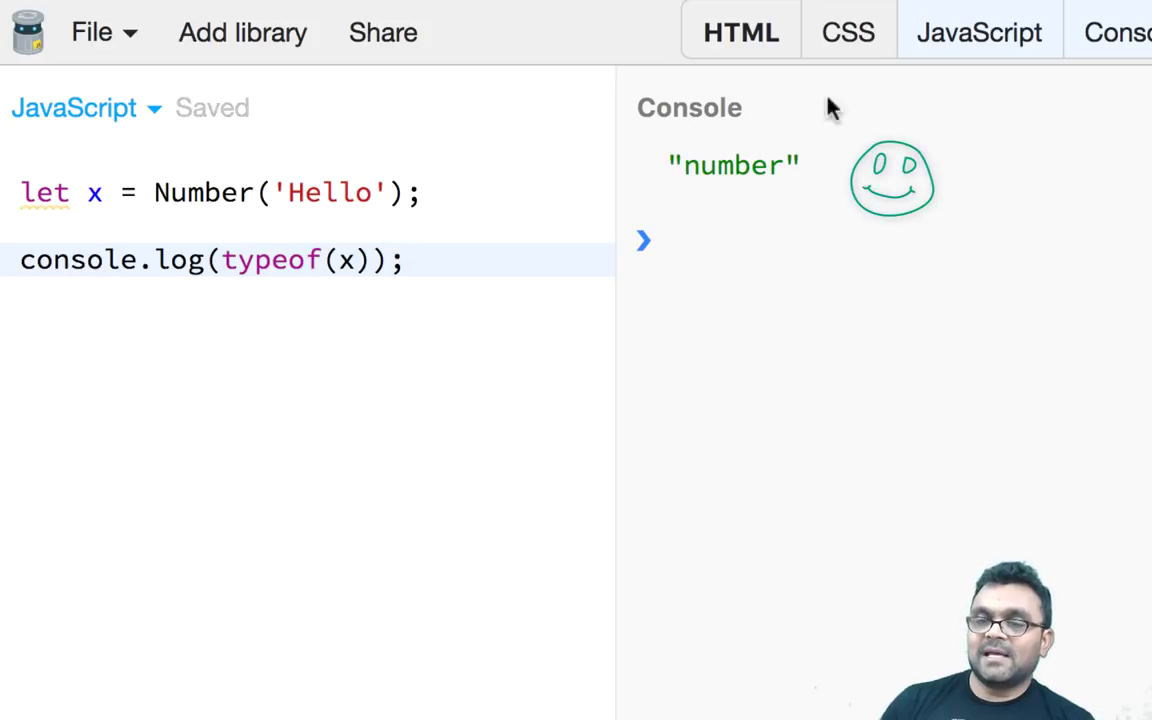 File Add library Share HTML CSS JavaScript Conso
JavaScript Saved
Console
let x = Number('Hello');
console.log(typeof(x));
"number"